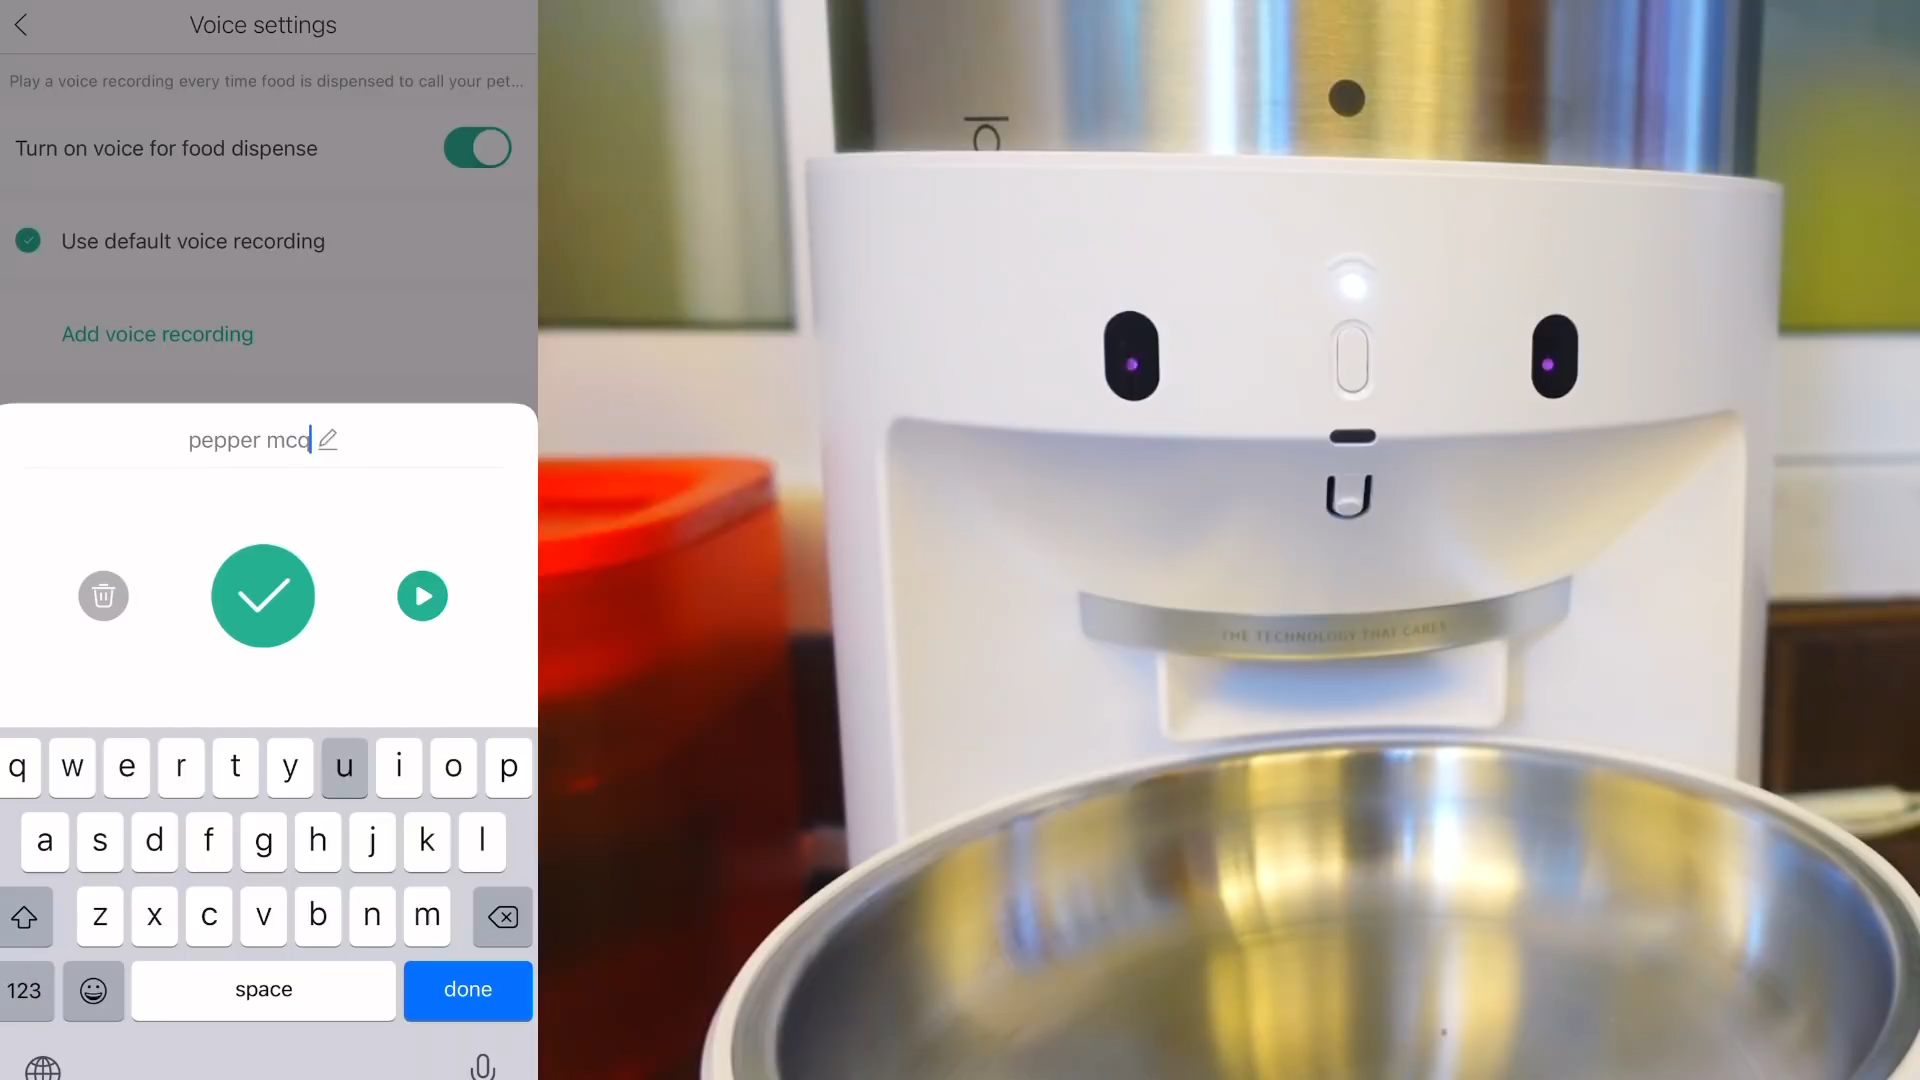 Voice settings
Play a voice recording every time food is dispensed to call your pet...
Turn on voice for food dispense
Use default voice recording
Add voice recording
pepper mcq
q w e r t y u i o p
a s d f g h j k l
z x c v b n m
123 space done
THE TECHNOLOGY THAT CARES